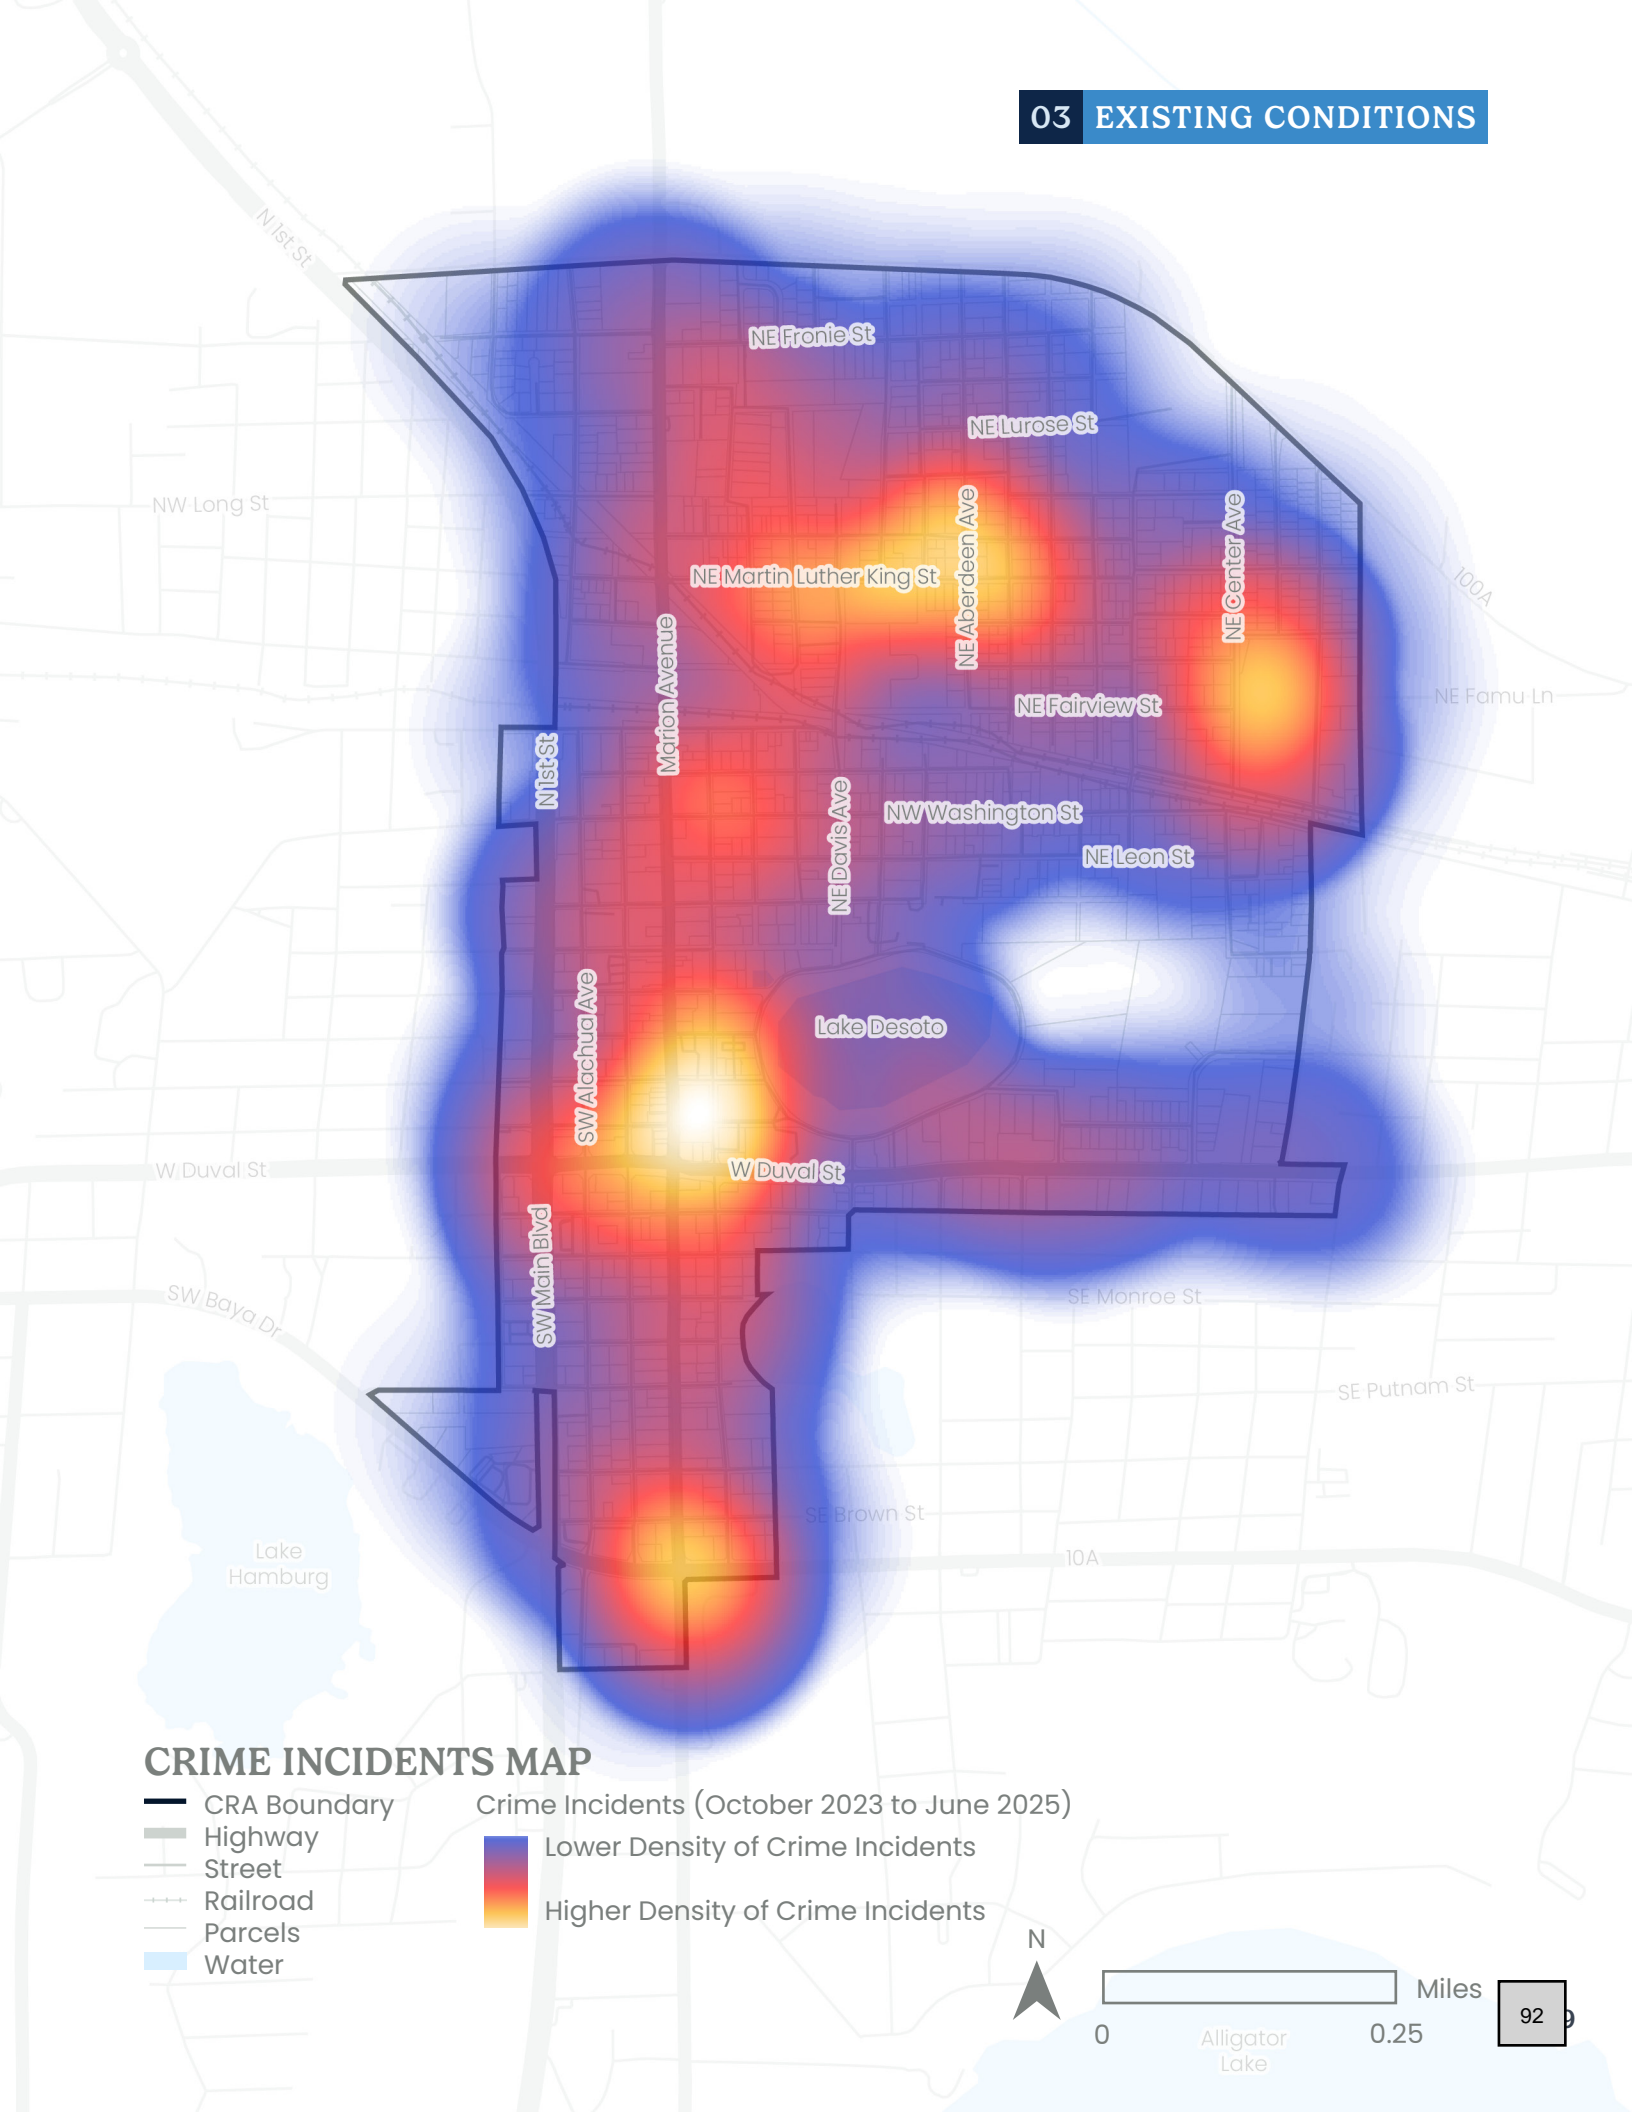 03 EXISTING CONDITIONS
N 1st St
NE Fronie St
NE Lurose St
NW Long St
NE Martin Luther King St
NE Aberdeen Ave
NE Center Ave
100A
Marion Avenue
NE Fairview St
NE Famu Ln
N 1st St
NE Davis Ave
NW Washington St
NE Leon St
SW Alachua Ave
Lake Desoto
W Duval St
W Duval St
SW Main Blvd
SW Baya Dr
SE Monroe St
SE Putnam St
SE Brown St
10A
Lake
Hamburg
CRIME INCIDENTS MAP
CRA Boundary
Highway
Street
Railroad
Parcels
Water
Crime Incidents (October 2023 to June 2025)
Lower Density of Crime Incidents
Higher Density of Crime Incidents
N
Miles
0
0.25
Alligator
Lake
92